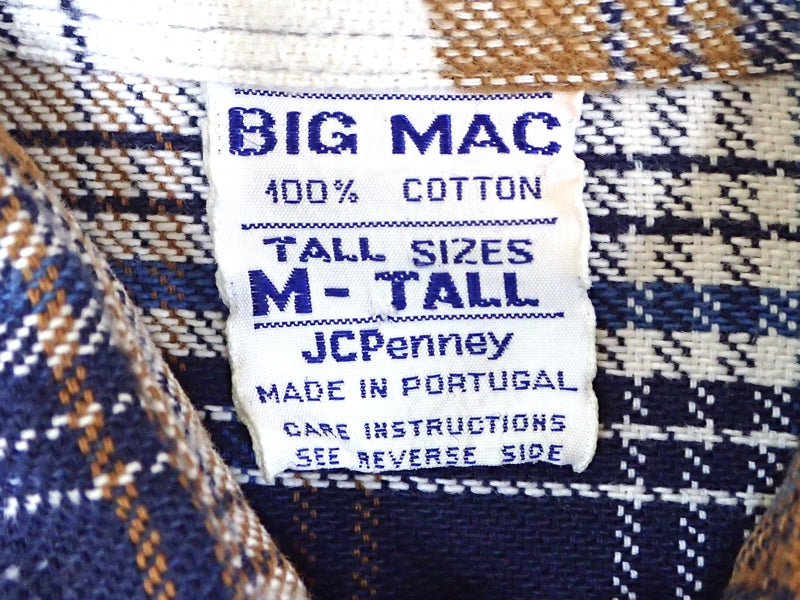 BIG MAC
100% COTTON
TALL SIZES
M-TALL
JCPenney
MADE IN PORTUGAL
CARE INSTRUCTIONS
SEE REVERSE SIDE